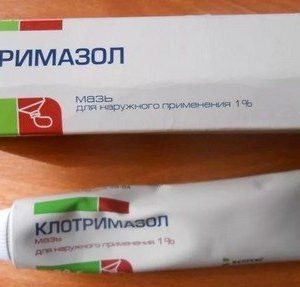 РИМАЗОЛ
мазь
для наружного применения 1%
КЛОТРИМАЗОЛ
мазь
для наружного применения 1%